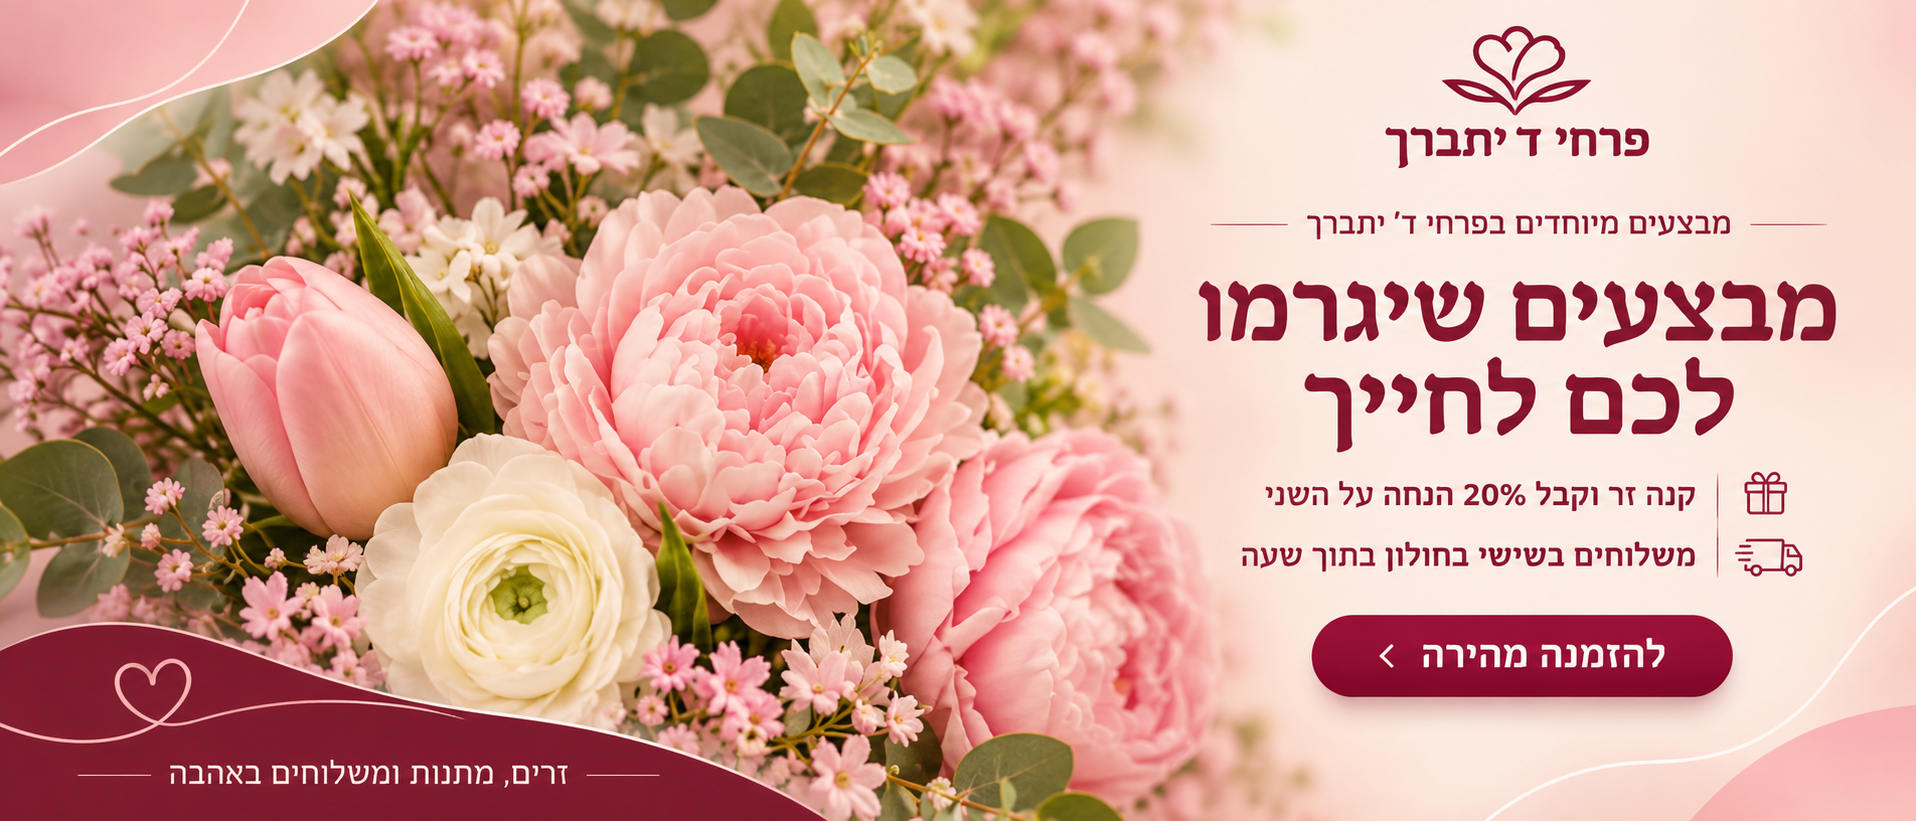 פרחי ד יתברך
מבצעים מיוחדים בפרחי ד' יתברך
מבצעים שיגרמו
לכם לחייך
קנה זר וקבל 20% הנחה על השני
משלוחים בשישי בחולון בתוך שעה
להזמנה מהירה
זרים, מתנות ומשלוחים באהבה